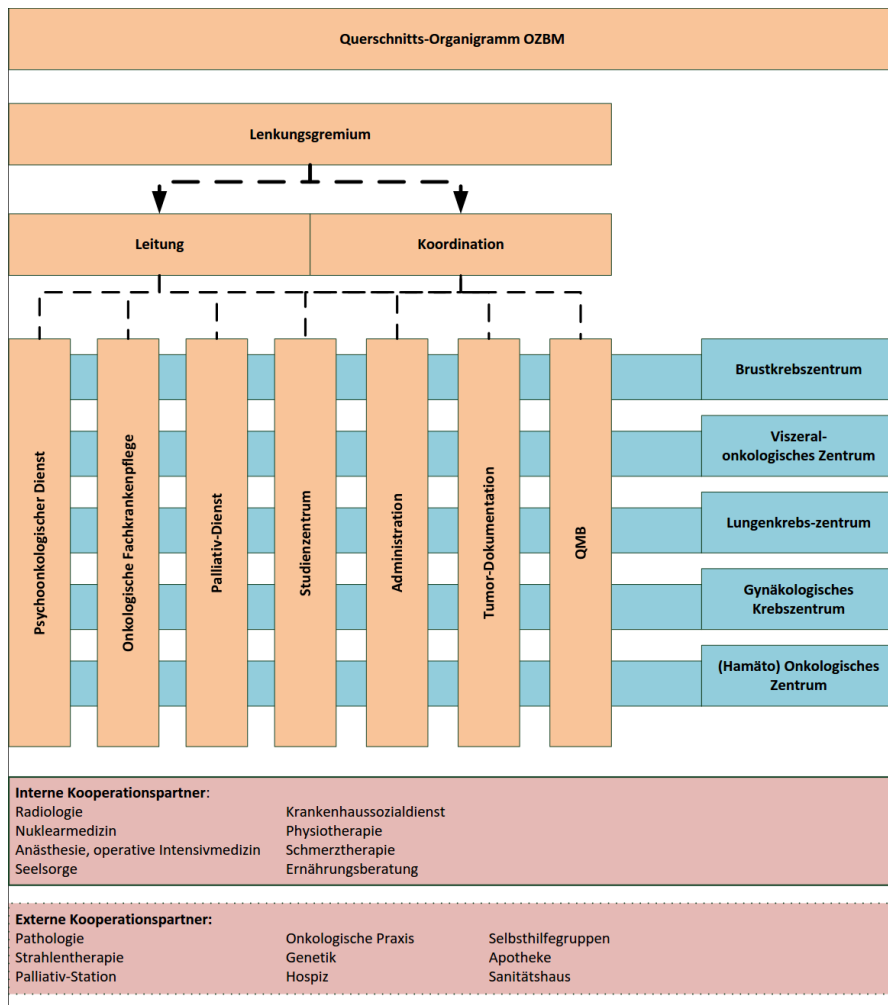 Querschnitts-Organigramm OZBM
Lenkungsgremium
Leitung
Koordination
Psychoonkologischer Dienst
Onkologische Fachkrankenpflege
Palliativ-Dienst
Studienzentrum
Administration
Tumor-Dokumentation
QMB
Brustkrebszentrum
Viszeral-
onkologisches Zentrum
Lungenkrebs-zentrum
Gynäkologisches
Krebszentrum
(Hamäto) Onkologisches
Zentrum
Interne Kooperationspartner:
Radiologie Krankenhaussozialdienst
Nuklearmedizin Physiotherapie
Anästhesie, operative Intensivmedizin Schmerztherapie
Seelsorge Ernährungsberatung
Externe Kooperationspartner:
Pathologie Onkologische Praxis Selbsthilfegruppen
Strahlentherapie Genetik Apotheke
Palliativ-Station Hospiz Sanitätshaus